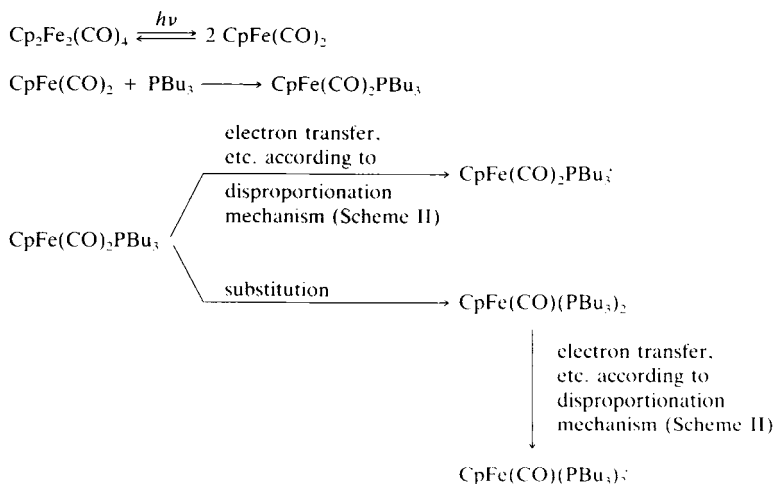 hν
Cp₂Fe₂(CO)₄ ⇌ 2 CpFe(CO)₂
CpFe(CO)₂ + PBu₃ ⟶ CpFe(CO)₂PBu₃
electron transfer,
etc. according to
CpFe(CO)₂PBu₃⁺
disproportionation
mechanism (Scheme II)
CpFe(CO)₂PBu₃
substitution
CpFe(CO)(PBu₃)₂
electron transfer,
etc. according to
disproportionation
mechanism (Scheme II)
CpFe(CO)(PBu₃)₂⁺